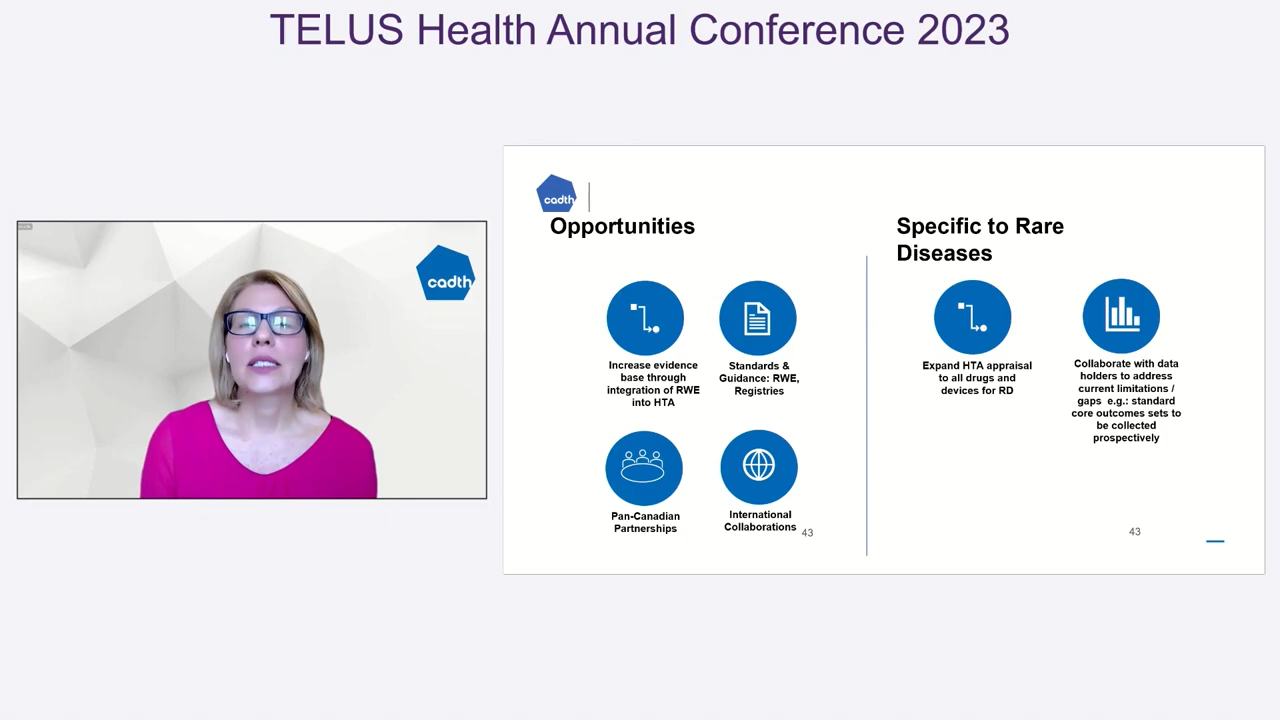 TELUS Health Annual Conference 2023
cadth
cadth
Opportunities
Increase evidence
base through
integration of RWE
into HTA
Standards &
Guidance: RWE,
Registries
Pan-Canadian
Partnerships
International
Collaborations
43
Specific to Rare
Diseases
Expand HTA appraisal
to all drugs and
devices for RD
Collaborate with data
holders to address
current limitations /
gaps e.g.: standard
core outcomes sets to
be collected
prospectively
43